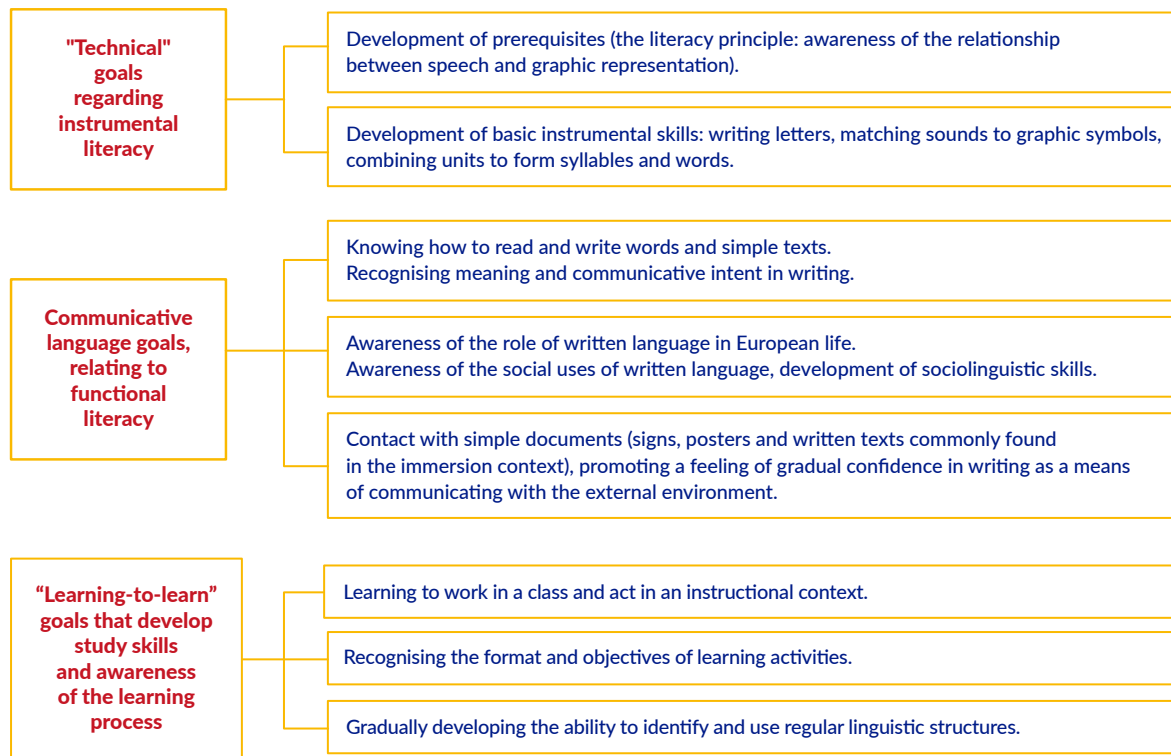 "Technical"
goals
regarding
instrumental
literacy
Development of prerequisites (the literacy principle: awareness of the relationship
between speech and graphic representation).
Development of basic instrumental skills: writing letters, matching sounds to graphic symbols,
combining units to form syllables and words.
Communicative
language goals,
relating to
functional
literacy
Knowing how to read and write words and simple texts.
Recognising meaning and communicative intent in writing.
Awareness of the role of written language in European life.
Awareness of the social uses of written language, development of sociolinguistic skills.
Contact with simple documents (signs, posters and written texts commonly found
in the immersion context), promoting a feeling of gradual confidence in writing as a means
of communicating with the external environment.
“Learning-to-learn”
goals that develop
study skills
and awareness
of the learning
process
Learning to work in a class and act in an instructional context.
Recognising the format and objectives of learning activities.
Gradually developing the ability to identify and use regular linguistic structures.